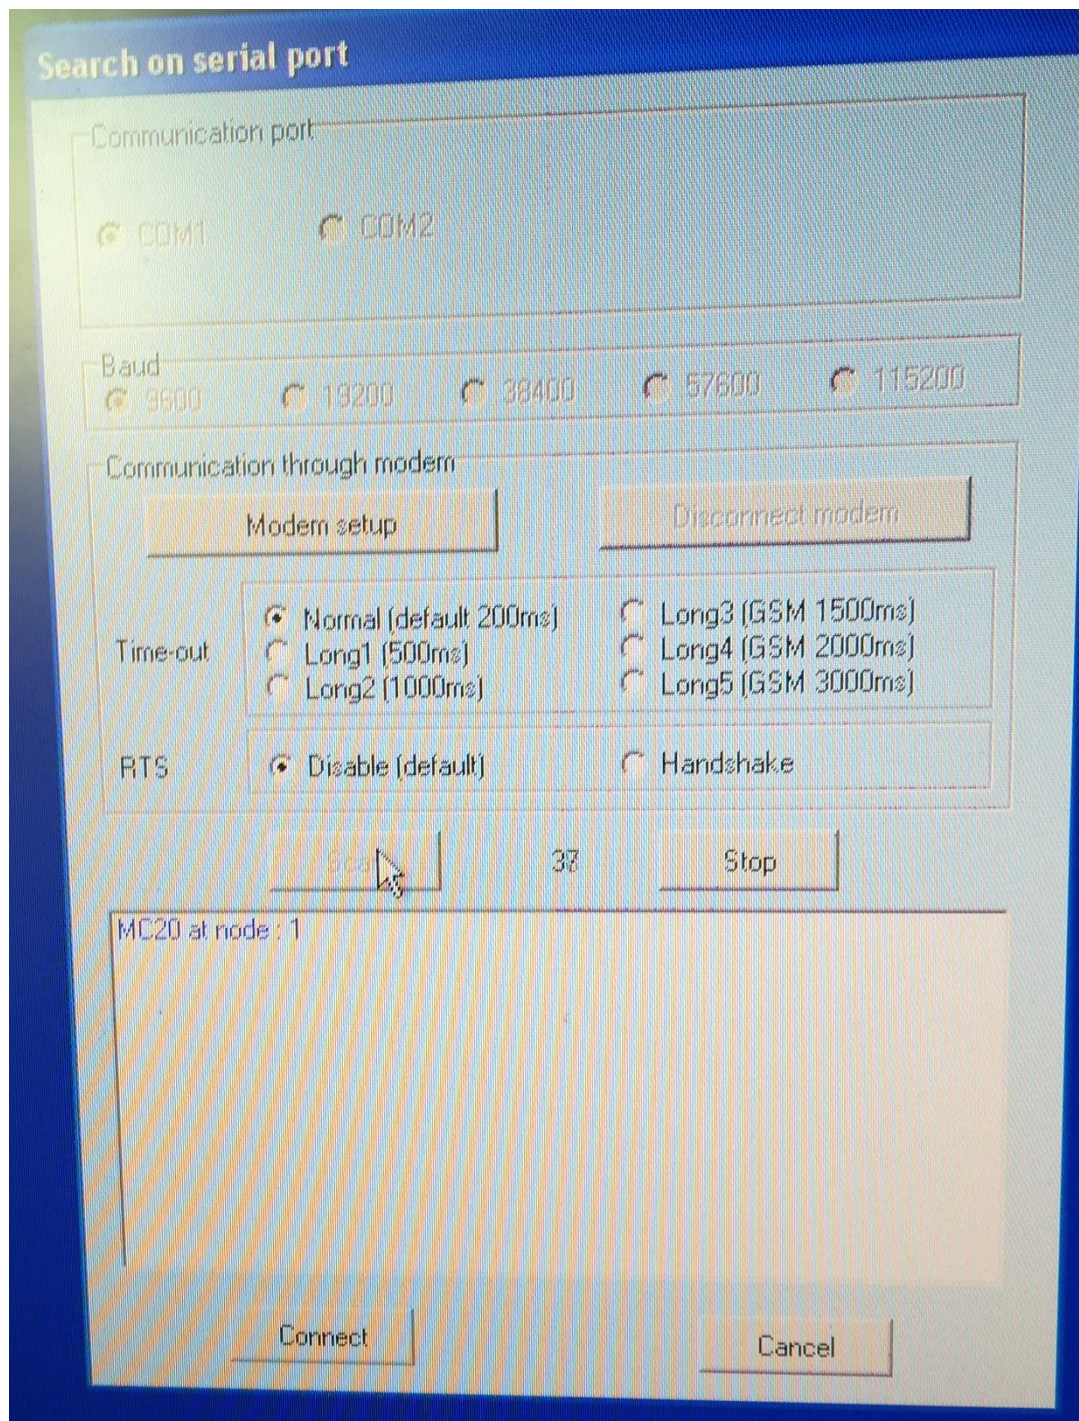 Search on serial port
Communication port
COM1 COM2
Baud
9600 19200 38400 57600 115200
Communication through modem
Modem setup Disconnect modem
Time-out
Normal (default 200ms) Long3 (GSM 1500ms)
Long1 (500ms) Long4 (GSM 2000ms)
Long2 (1000ms) Long5 (GSM 3000ms)
RTS Disable (default) Handshake
Scan Stop
MC20 at node : 1
Connect Cancel